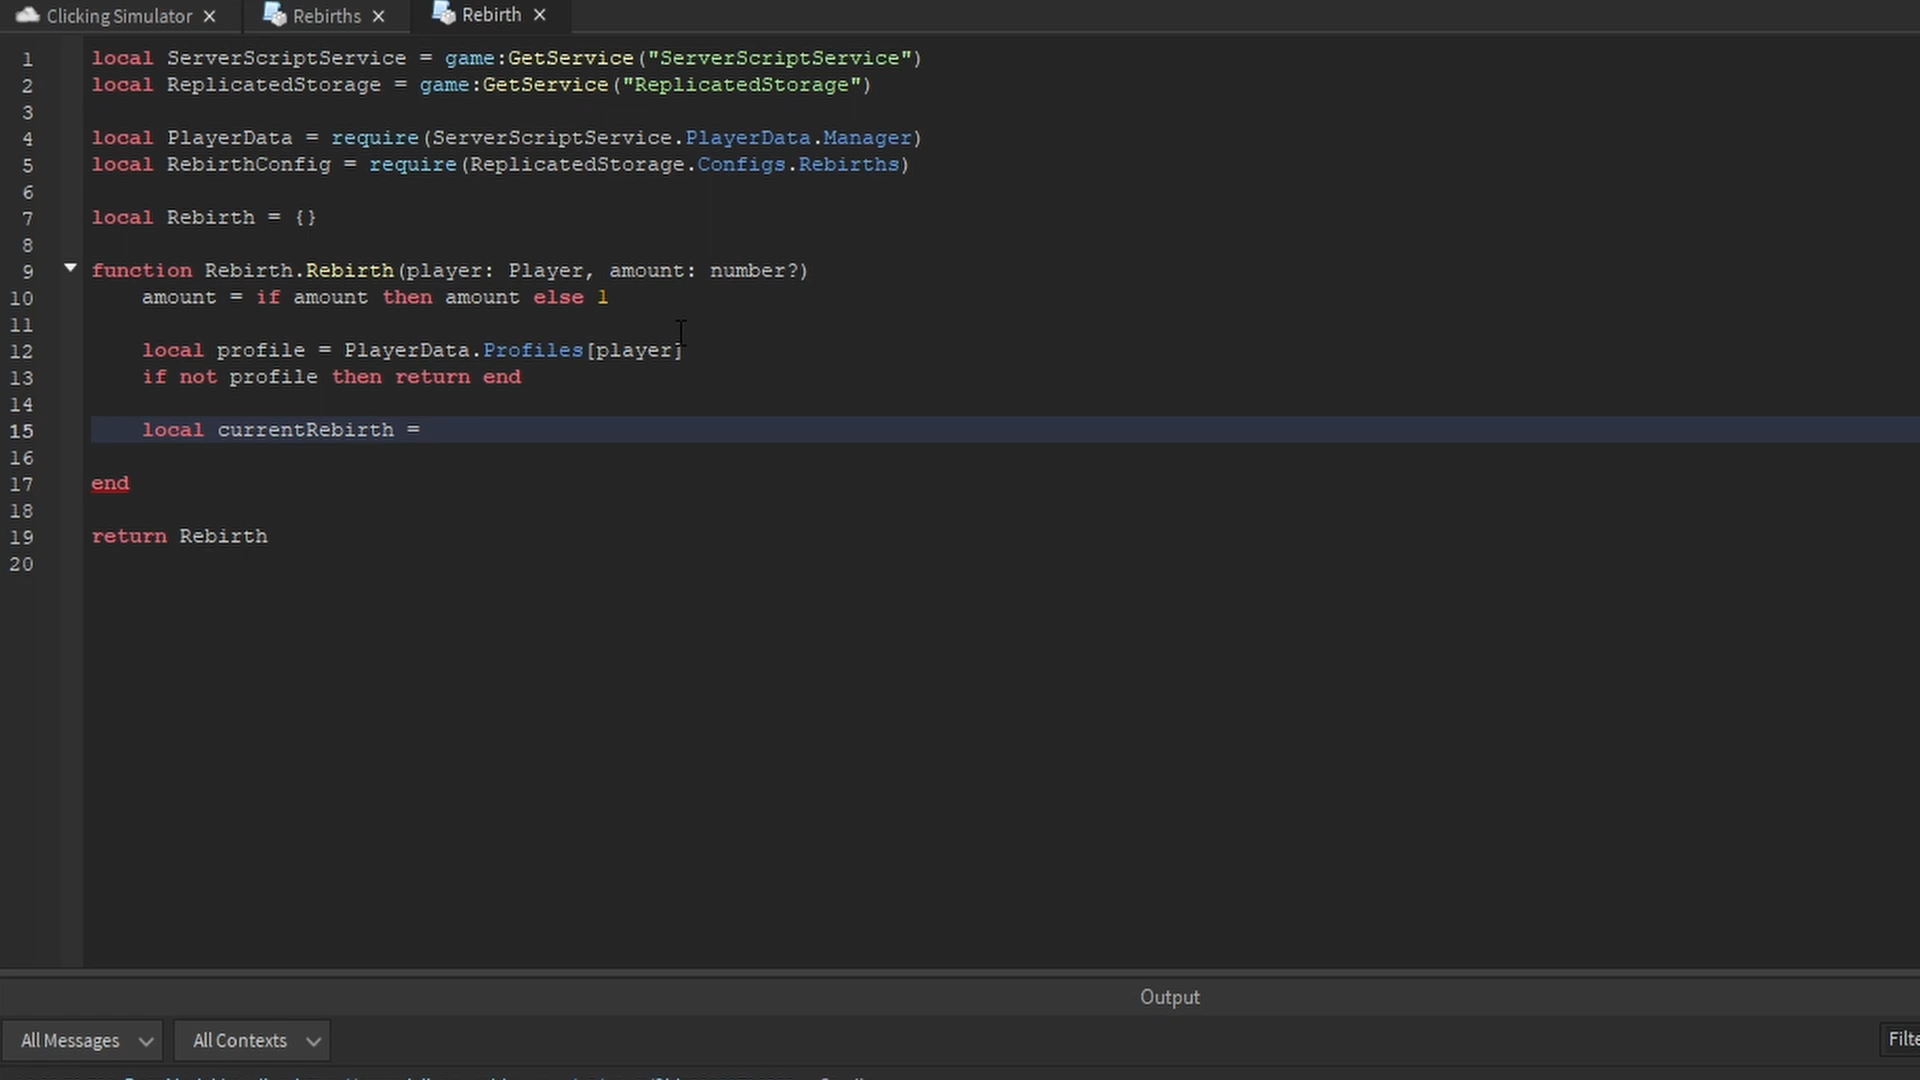 Clicking Simulator × Rebirths × Rebirth ×
1 local ServerScriptService = game:GetService("ServerScriptService")
2 local ReplicatedStorage = game:GetService("ReplicatedStorage")
3
4 local PlayerData = require(ServerScriptService.PlayerData.Manager)
5 local RebirthConfig = require(ReplicatedStorage.Configs.Rebirths)
6
7 local Rebirth = {}
8
9 function Rebirth.Rebirth(player: Player, amount: number?)
10 amount = if amount then amount else 1
11
12 local profile = PlayerData.Profiles[player]
13 if not profile then return end
14
15 local currentRebirth =
16
17 end
18
19 return Rebirth
20
Output
All Messages All Contexts Filte